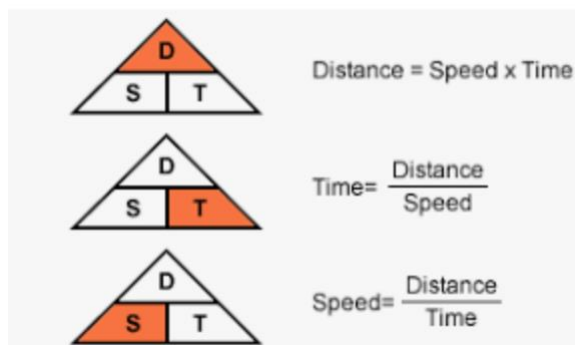 D
S T
Distance = Speed x Time
D
S T
Time= Distance
Speed
D
S T
Speed= Distance
Time